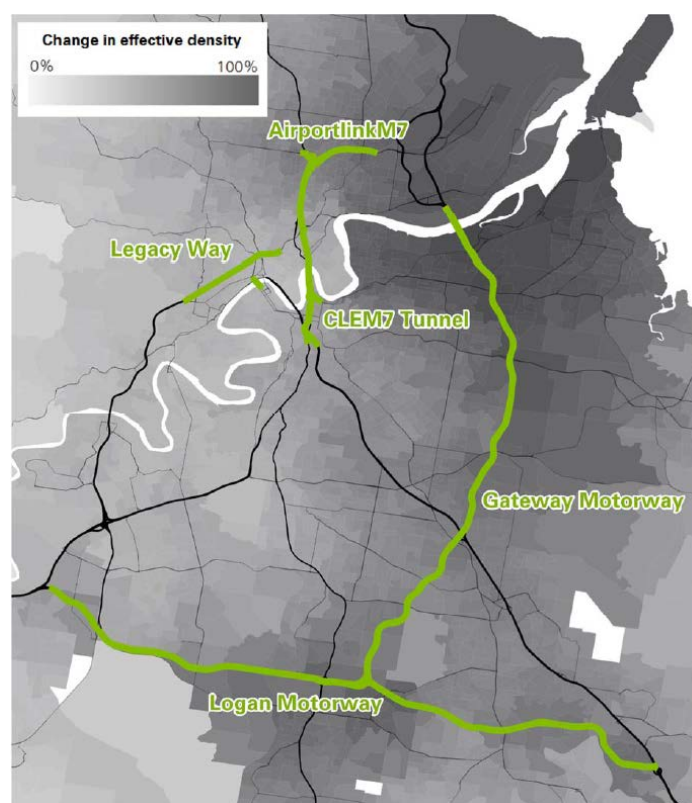 Change in effective density
0% 100%
AirportlinkM7
Legacy Way
CLEM7 Tunnel
Gateway Motorway
Logan Motorway